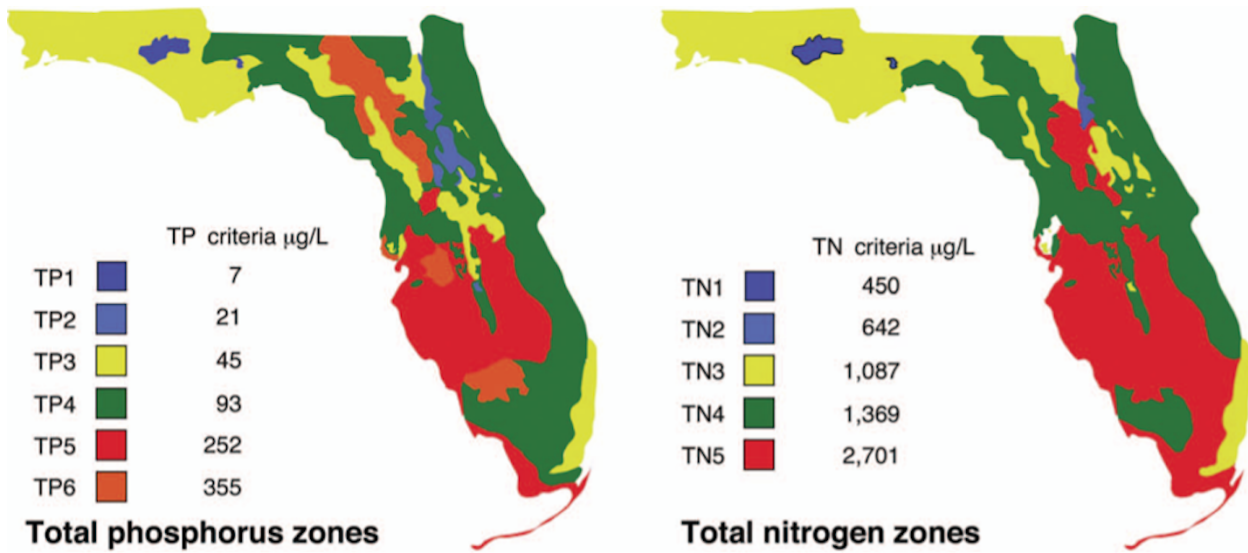 TP criteria μg/L
TP1 7
TP2 21
TP3 45
TP4 93
TP5 252
TP6 355
Total phosphorus zones
TN criteria μg/L
TN1 450
TN2 642
TN3 1,087
TN4 1,369
TN5 2,701
Total nitrogen zones